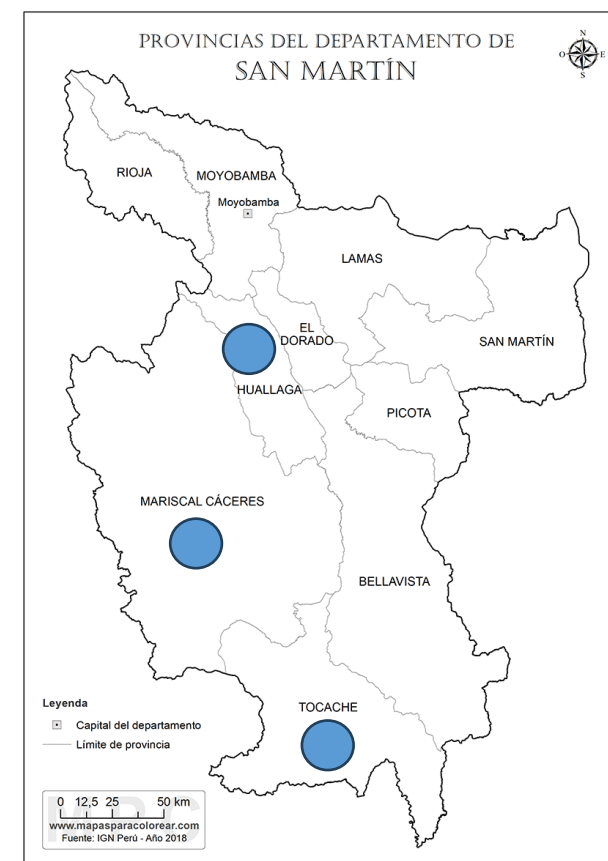 PROVINCIAS DEL DEPARTAMENTO DE
SAN MARTÍN
N
O
E
S
RIOJA
MOYOBAMBA
Moyobamba
LAMAS
EL
DORADO
SAN MARTÍN
HUALLAGA
PICOTA
MARISCAL CÁCERES
BELLAVISTA
TOCACHE
Leyenda
Capital del departamento
Límite de provincia
0 12,5 25 50 km
www.mapasparacolorear.com
Fuente: IGN Perú - Año 2018